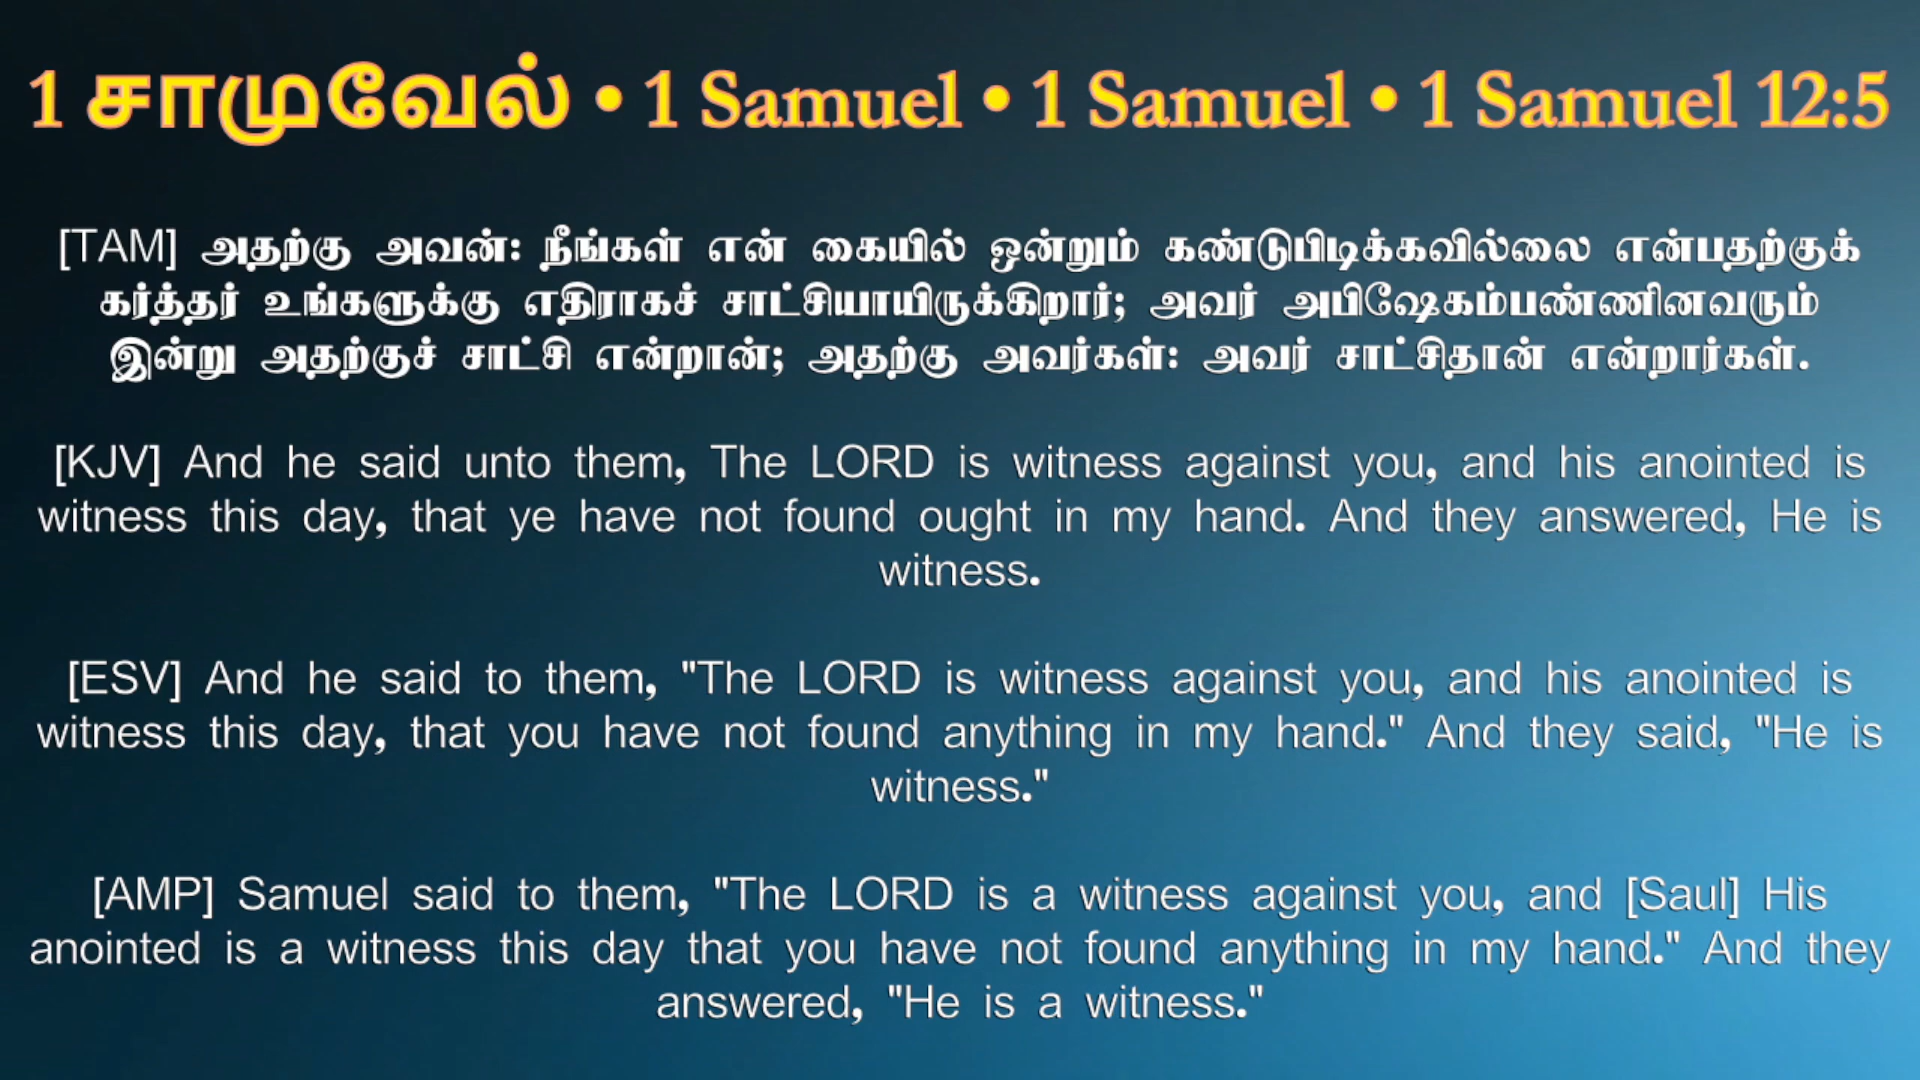 1 சாமுவேல் • 1 Samuel • 1 Samuel • 1 Samuel 12:5
[TAM] அதற்கு அவன்: நீங்கள் என் கையில் ஒன்றும் கண்டுபிடிக்கவில்லை என்பதற்குக்
கர்த்தர் உங்களுக்கு எதிராகச் சாட்சியாயிருக்கிறார்; அவர் அபிஷேகம்பண்ணினவரும்
இன்று அதற்குச் சாட்சி என்றான்; அதற்கு அவர்கள்: அவர் சாட்சிதான் என்றார்கள்.
[KJV] And he said unto them, The LORD is witness against you, and his anointed is
witness this day, that ye have not found ought in my hand. And they answered, He is
witness.
[ESV] And he said to them, "The LORD is witness against you, and his anointed is
witness this day, that you have not found anything in my hand." And they said, "He is
witness."
[AMP] Samuel said to them, "The LORD is a witness against you, and [Saul] His
anointed is a witness this day that you have not found anything in my hand." And they
answered, "He is a witness."